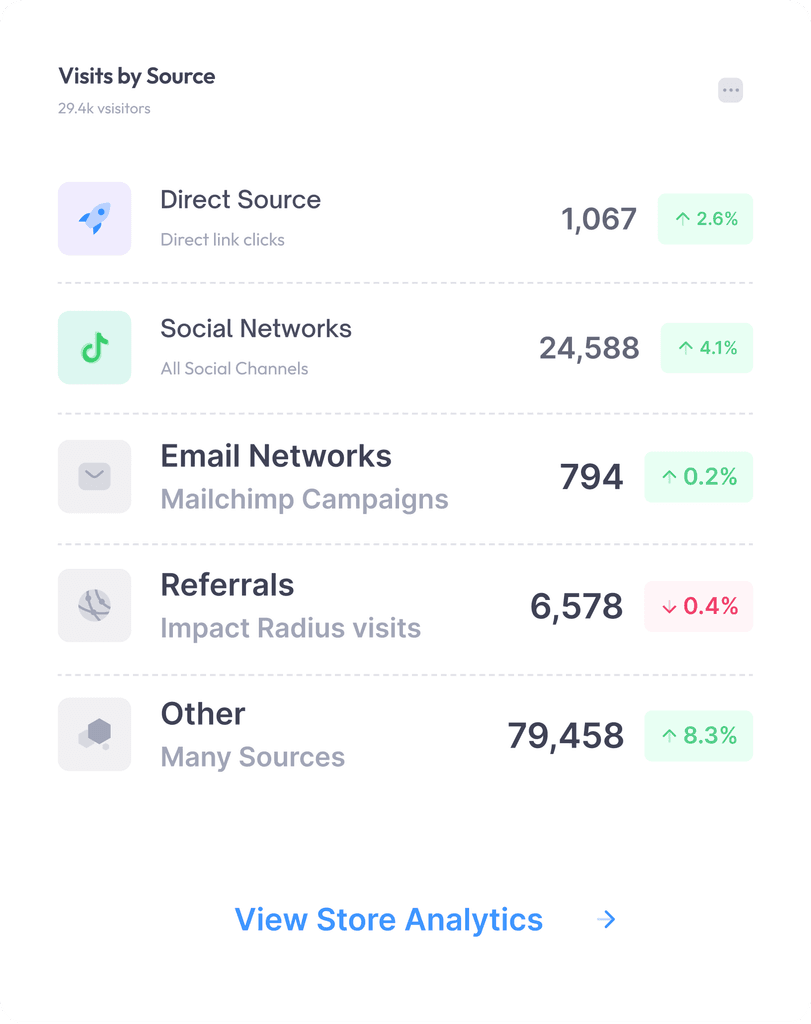 Visits by Source
29.4k vsisitors
Direct Source
Direct link clicks
1,067
2.6%
Social Networks
All Social Channels
24,588
4.1%
Email Networks
Mailchimp Campaigns
794
0.2%
Referrals
Impact Radius visits
6,578
0.4%
Other
Many Sources
79,458
8.3%
View Store Analytics